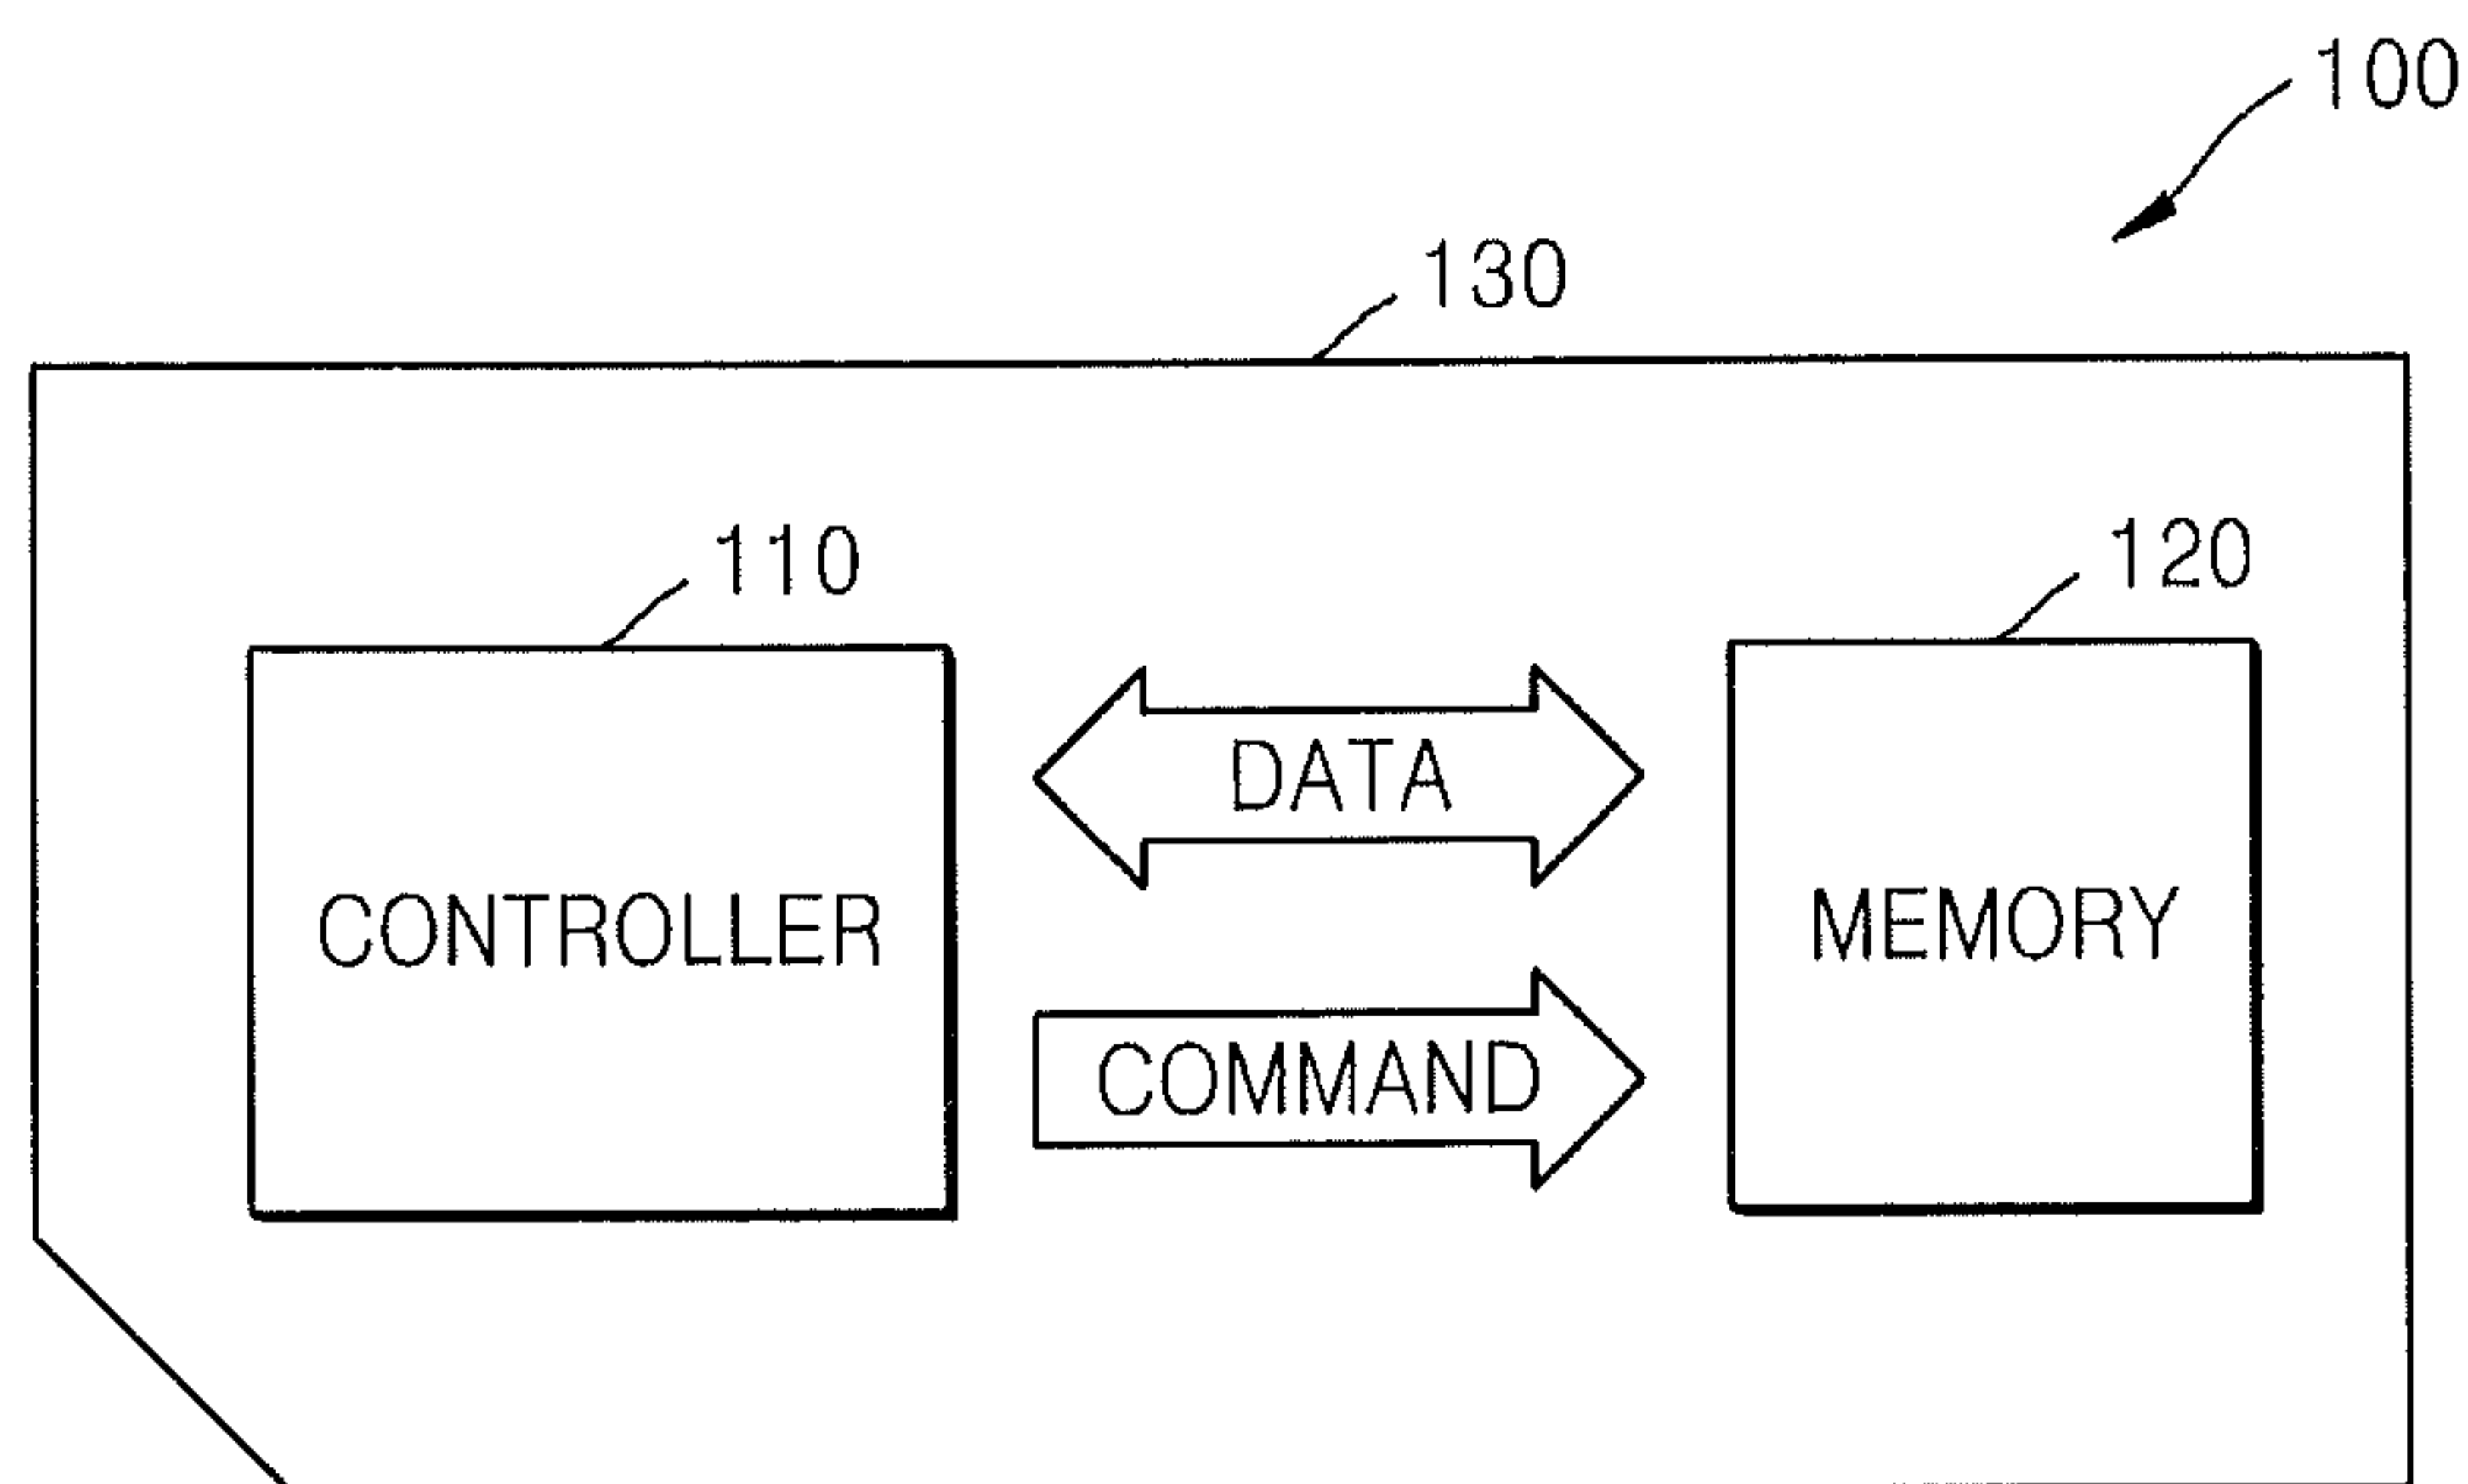 100
130
110
120
DATA
CONTROLLER
MEMORY
COMMAND